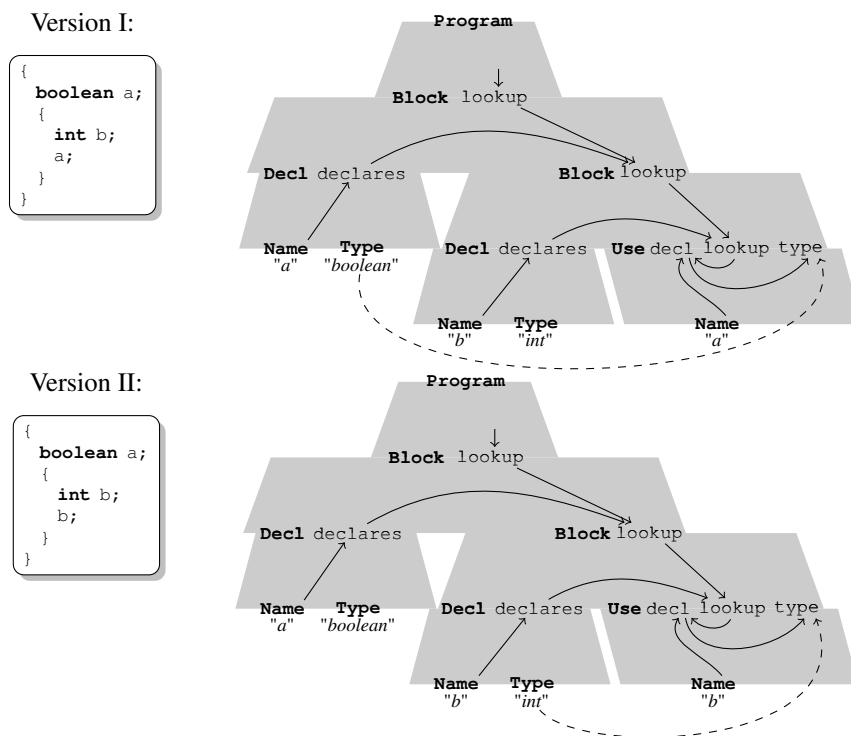 Version I:
{
boolean a;
{
int b;
a;
}
}
Program
Block lookup
Decl declares
Block lookup
Name Type
"a" "boolean"
Decl declares
Use decl lookup type
Name Type
"b" "int"
Name
"a"
Version II:
{
boolean a;
{
int b;
b;
}
}
Program
Block lookup
Decl declares
Block lookup
Name Type
"a" "boolean"
Decl declares
Use decl lookup type
Name Type
"b" "int"
Name
"b"